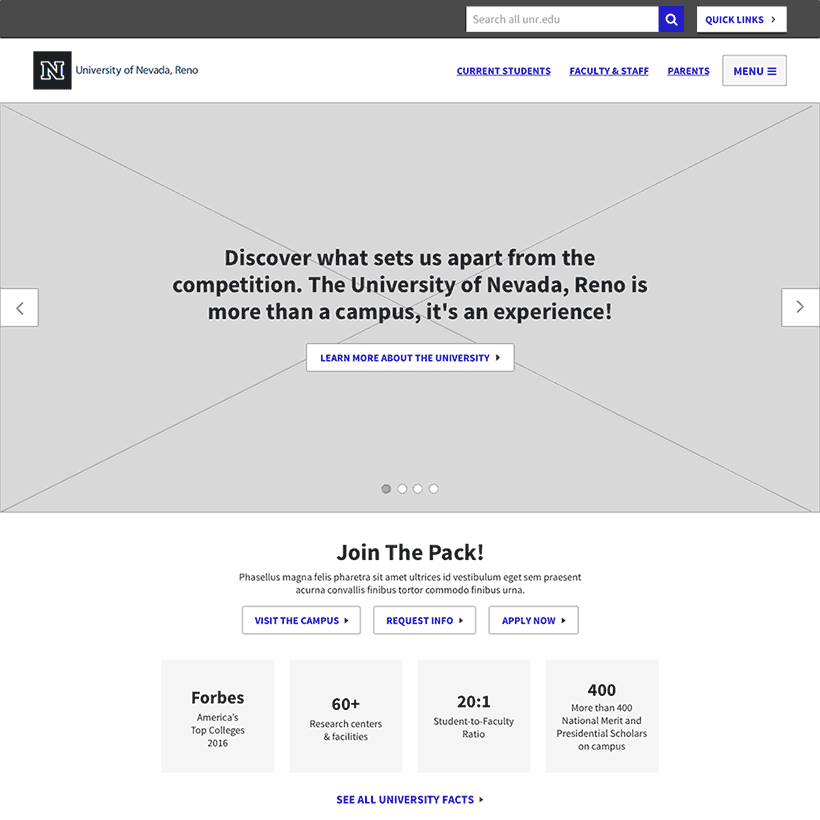 Search all unr.edu
QUICK LINKS
N University of Nevada, Reno
CURRENT STUDENTS
FACULTY & STAFF
PARENTS
MENU
Discover what sets us apart from the
competition. The University of Nevada, Reno is
more than a campus, it's an experience!
LEARN MORE ABOUT THE UNIVERSITY
Join The Pack!
Phasellus magna felis pharetra sit amet ultrices id vestibulum eget sem praesent
acurna convallis finibus tortor commodo finibus urna.
VISIT THE CAMPUS
REQUEST INFO
APPLY NOW
Forbes
America's
Top Colleges
2016
60+
Research centers
& facilities
20:1
Student-to-Faculty
Ratio
400
More than 400
National Merit and
Presidential Scholars
on campus
SEE ALL UNIVERSITY FACTS